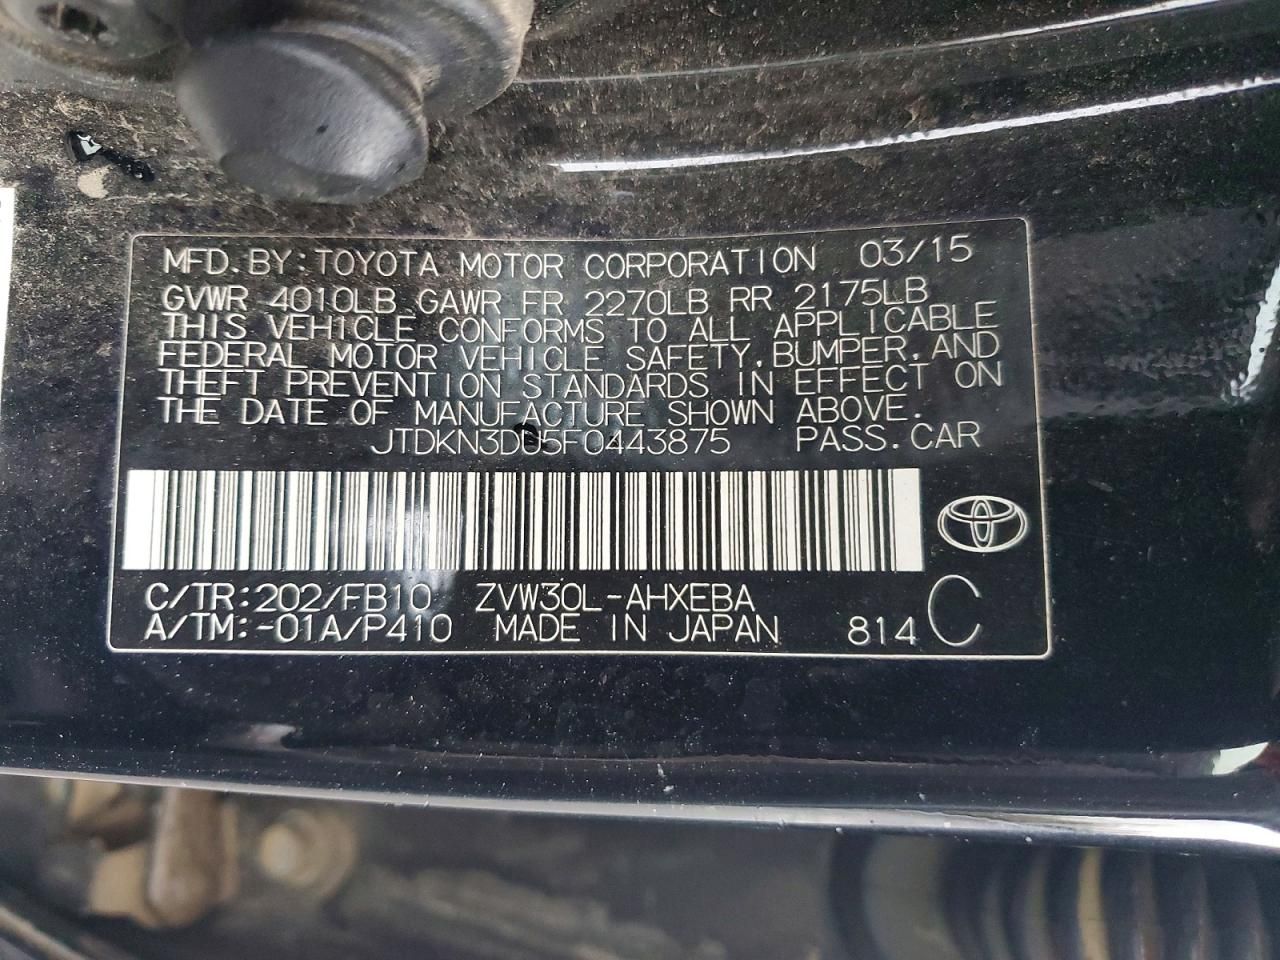 MFD. BY: TOYOTA MOTOR CORPORATION 03/15
GVWR 4010LB GAWR FR 2270LB RR 2175LB
THIS VEHICLE CONFORMS TO ALL APPLICABLE
FEDERAL MOTOR VEHICLE SAFETY, BUMPER, AND
THEFT PREVENTION STANDARDS IN EFFECT ON
THE DATE OF MANUFACTURE SHOWN ABOVE.
JTDKN3DU5F0443875 PASS. CAR
C/TR: 202/FB10 ZVW30L-AHXEBA
A/TM: -01A/P410 MADE IN JAPAN 814 C